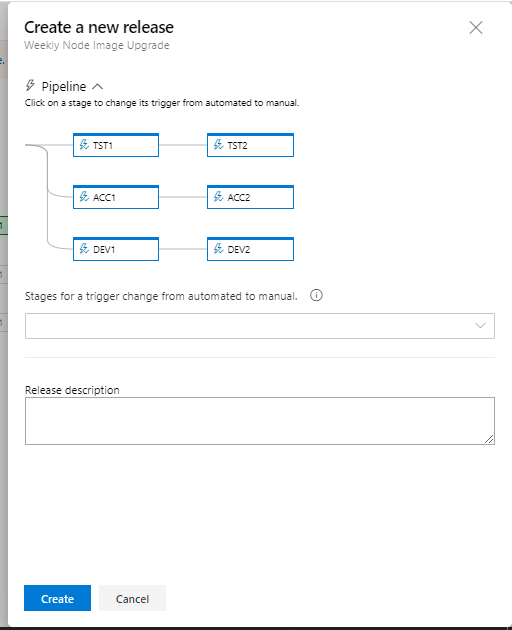 Create a new release
Weekly Node Image Upgrade
Pipeline
Click on a stage to change its trigger from automated to manual.
TST1 TST2
ACC1 ACC2
DEV1 DEV2
Stages for a trigger change from automated to manual.
Release description
Create Cancel